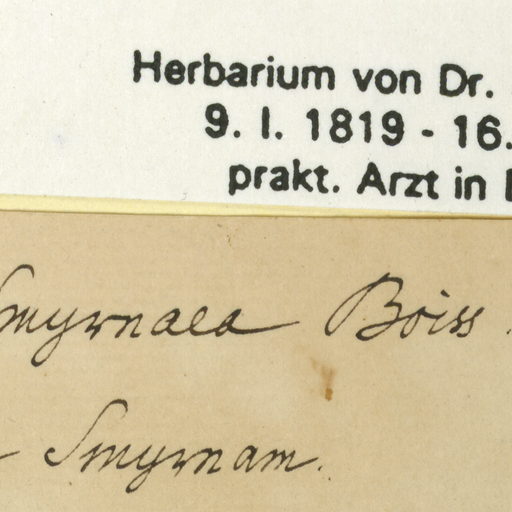 Herbarium von Dr.
9. I. 1819 - 16.
prakt. Arzt in
Smyrnaea Boiss.
Smyrnam.